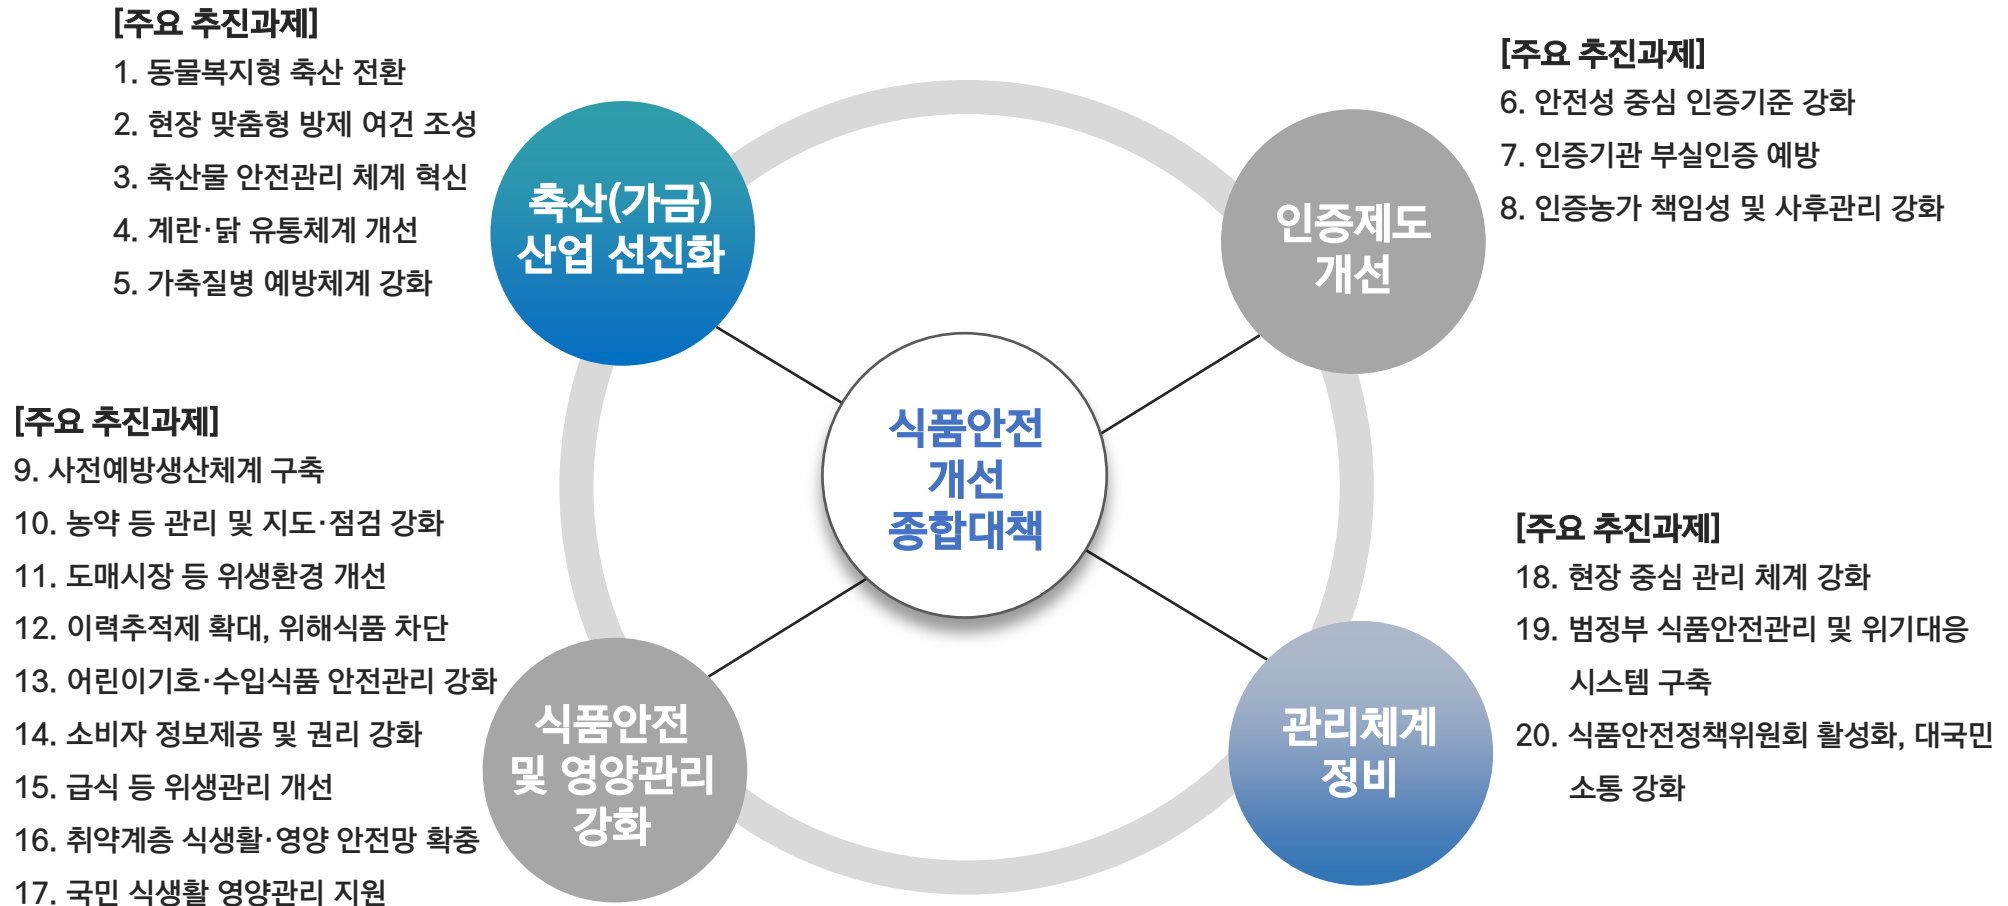 [주요 추진과제]
1. 동물복지형 축산 전환
2. 현장 맞춤형 방제 여건 조성
3. 축산물 안전관리 체계 혁신
4. 계란·닭 유통체계 개선
5. 가축질병 예방체계 강화
축산(가금)
산업 선진화
인증제도
개선
[주요 추진과제]
6. 안전성 중심 인증기준 강화
7. 인증기관 부실인증 예방
8. 인증농가 책임성 및 사후관리 강화
식품안전
개선
종합대책
[주요 추진과제]
9. 사전예방생산체계 구축
10. 농약 등 관리 및 지도·점검 강화
11. 도매시장 등 위생환경 개선
12. 이력추적제 확대, 위해식품 차단
13. 어린이기호·수입식품 안전관리 강화
14. 소비자 정보제공 및 권리 강화
15. 급식 등 위생관리 개선
16. 취약계층 식생활·영양 안전망 확충
17. 국민 식생활 영양관리 지원
식품안전
및 영양관리
강화
관리체계
정비
[주요 추진과제]
18. 현장 중심 관리 체계 강화
19. 범정부 식품안전관리 및 위기대응
시스템 구축
20. 식품안전정책위원회 활성화, 대국민
소통 강화